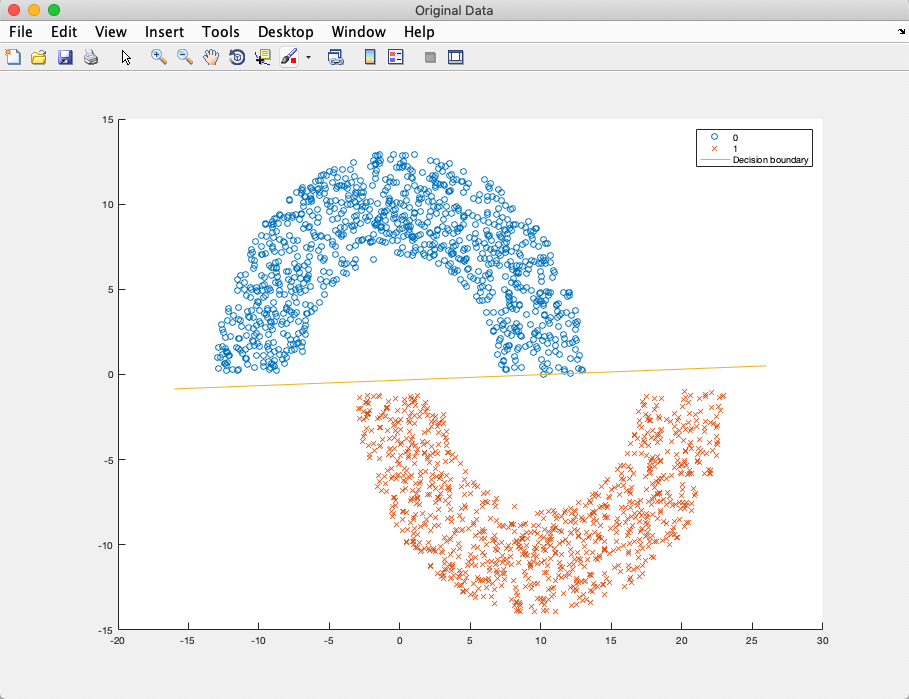 Original Data
File Edit View Insert Tools Desktop Window Help
15
10
5
0
-5
-10
-15
-20 -15 -10 -5 0 5 10 15 20 25 30
0
1
Decision boundary